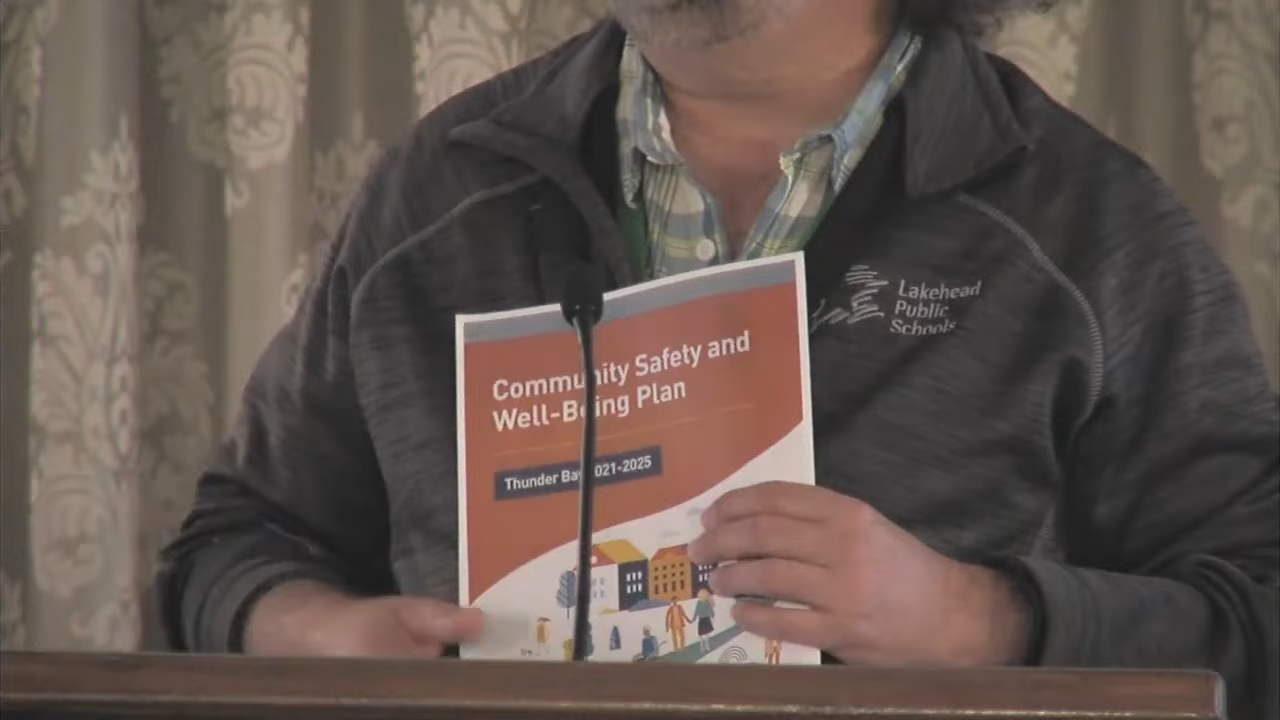 Community Safety and
Well-Being Plan
Thunder Bay 2021-2025
Lakehead
Public
Schools